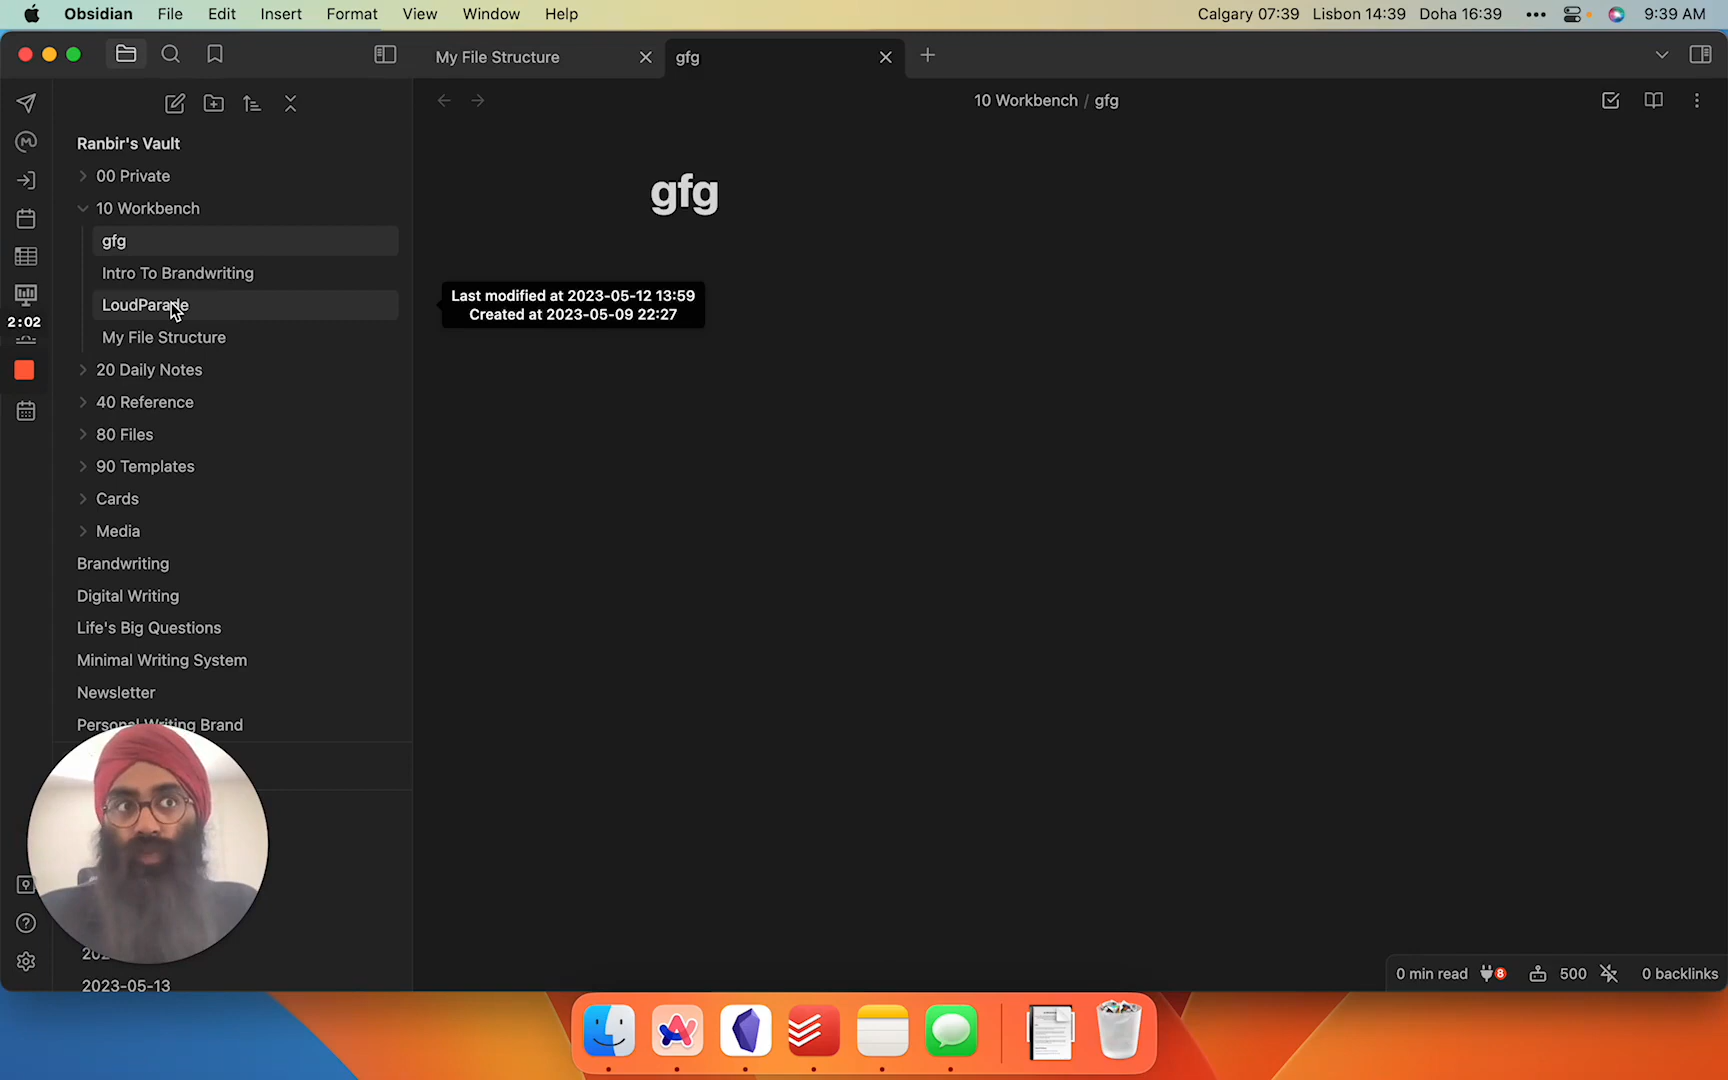 Obsidian File Edit Insert Format View Window Help Calgary 07:39 Lisbon 14:39 Doha 16:39 9:39 AM
My File Structure gfg
10 Workbench / gfg
Ranbir's Vault
00 Private
10 Workbench
gfg
gfg
Intro To Brandwriting
LoudParade
Last modified at 2023-05-12 13:59
Created at 2023-05-09 22:27
2:02
My File Structure
20 Daily Notes
40 Reference
80 Files
90 Templates
Cards
Media
Brandwriting
Digital Writing
Life's Big Questions
Minimal Writing System
Newsletter
Personal Writing Brand
2023-05-13
0 min read 8 500 0 backlinks